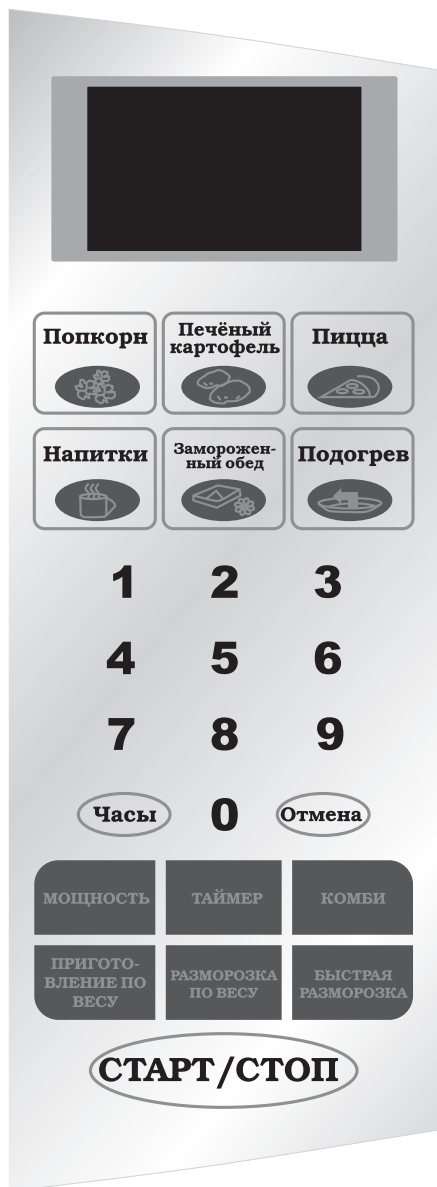 Попкорн
Печёный
картофель
Пицца
Напитки
Заморожен-
ный обед
Подогрев
1 2 3
4 5 6
7 8 9
Часы 0 Отмена
МОЩНОСТЬ
ТАЙМЕР
КОМБИ
ПРИГОТО-
ВЛЕНИЕ ПО
ВЕСУ
РАЗМОРОЗКА
ПО ВЕСУ
БЫСТРАЯ
РАЗМОРОЗКА
СТАРТ/СТОП